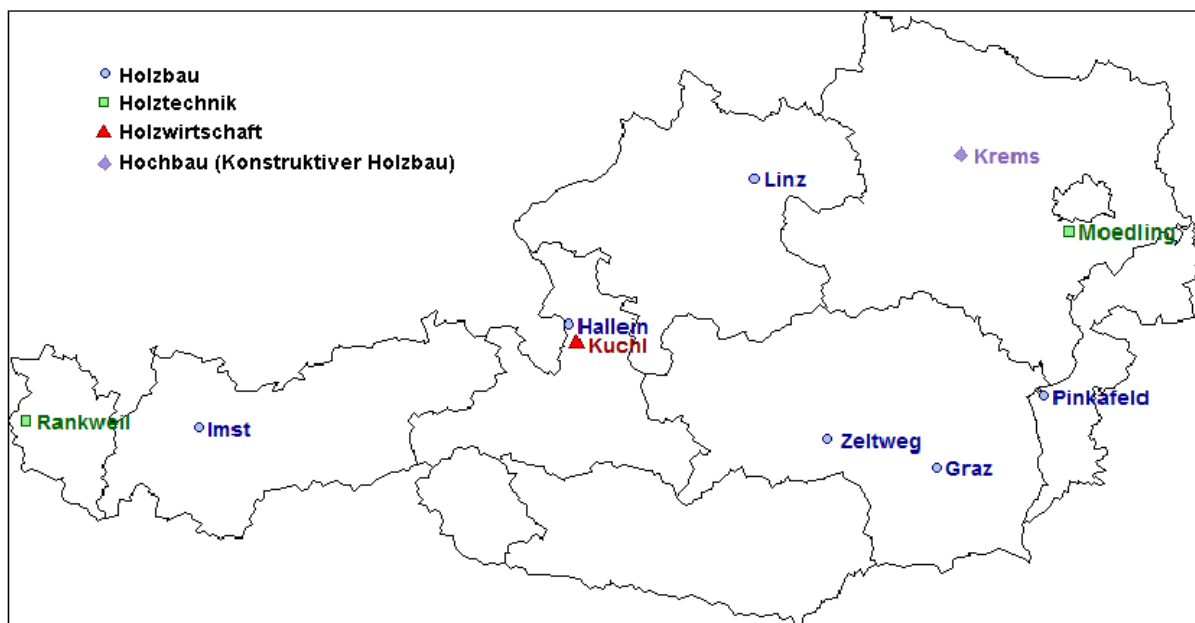 Holzbau
Holztechnik
Holzwirtschaft
Hochbau (Konstruktiver Holzbau)
Krems
Linz
Moedling
Hallein
Kuchl
Pinkafeld
Rankweil
Imst
Zeltweg
Graz